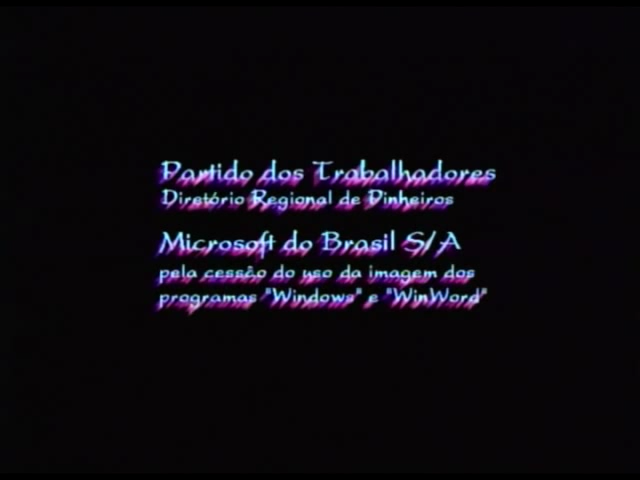 Partido dos Trabalhadores
Diretório Regional de Pinheiros
Microsoft do Brasil S/A
pela cessão do uso da imagem dos
programas "Windows" e "WinWord"